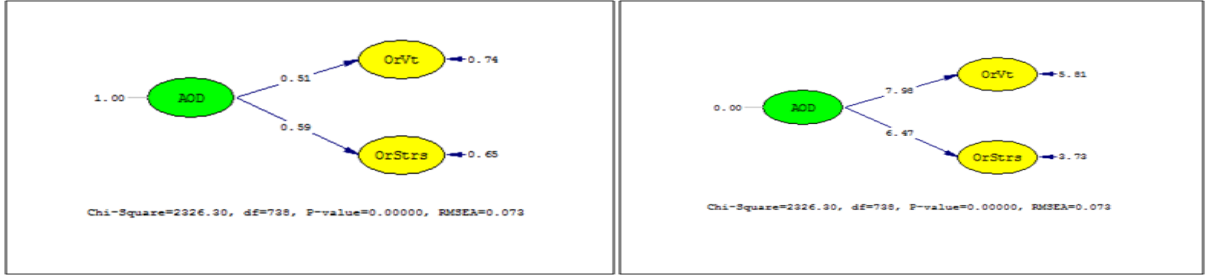 OrVt
0.74
0.51
1.00
AOD
0.59
OrStrs
0.65
Chi-Square=2326.30, df=738, P-value=0.00000, RMSEA=0.073
OrVt
5.81
7.98
0.00
AOD
6.47
OrStrs
3.73
Chi-Square=2326.30, df=738, P-value=0.00000, RMSEA=0.073